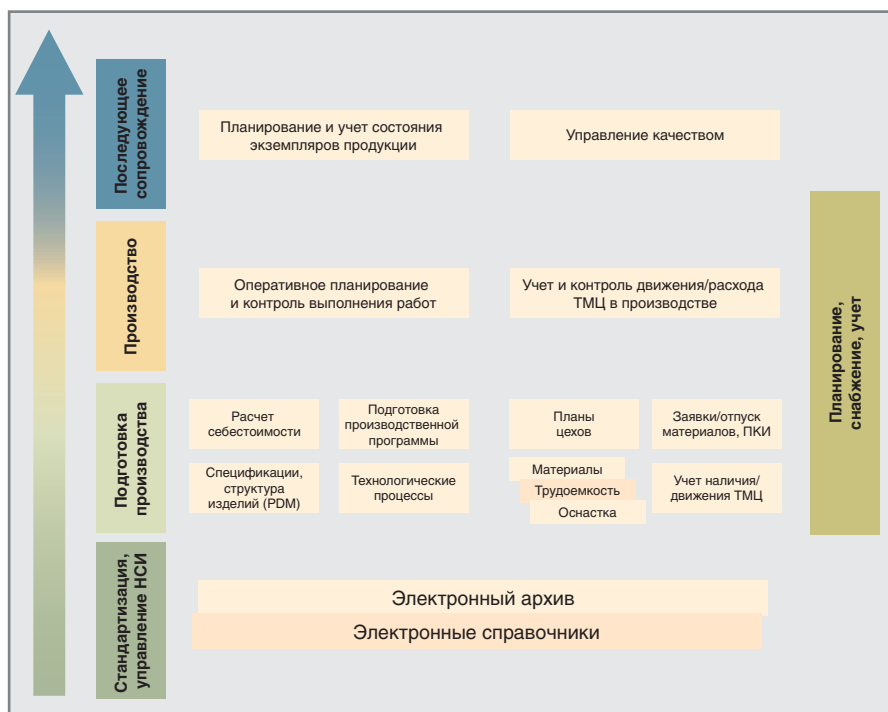 Последующее
сопровождение
Планирование и учет состояния
экземпляров продукции
Управление качеством
Производство
Оперативное планирование
и контроль выполнения работ
Учет и контроль движения/расхода
ТМЦ в производстве
Планирование,
снабжение, учет
Подготовка
производства
Расчет
себестоимости
Подготовка
производственной
программы
Планы
цехов
Заявки/отпуск
материалов, ПКИ
Спецификации,
структура
изделий (PDM)
Технологические
процессы
Материалы
Трудоемкость
Оснастка
Учет наличия/
движения ТМЦ
Стандартизация,
управление НСИ
Электронный архив
Электронные справочники